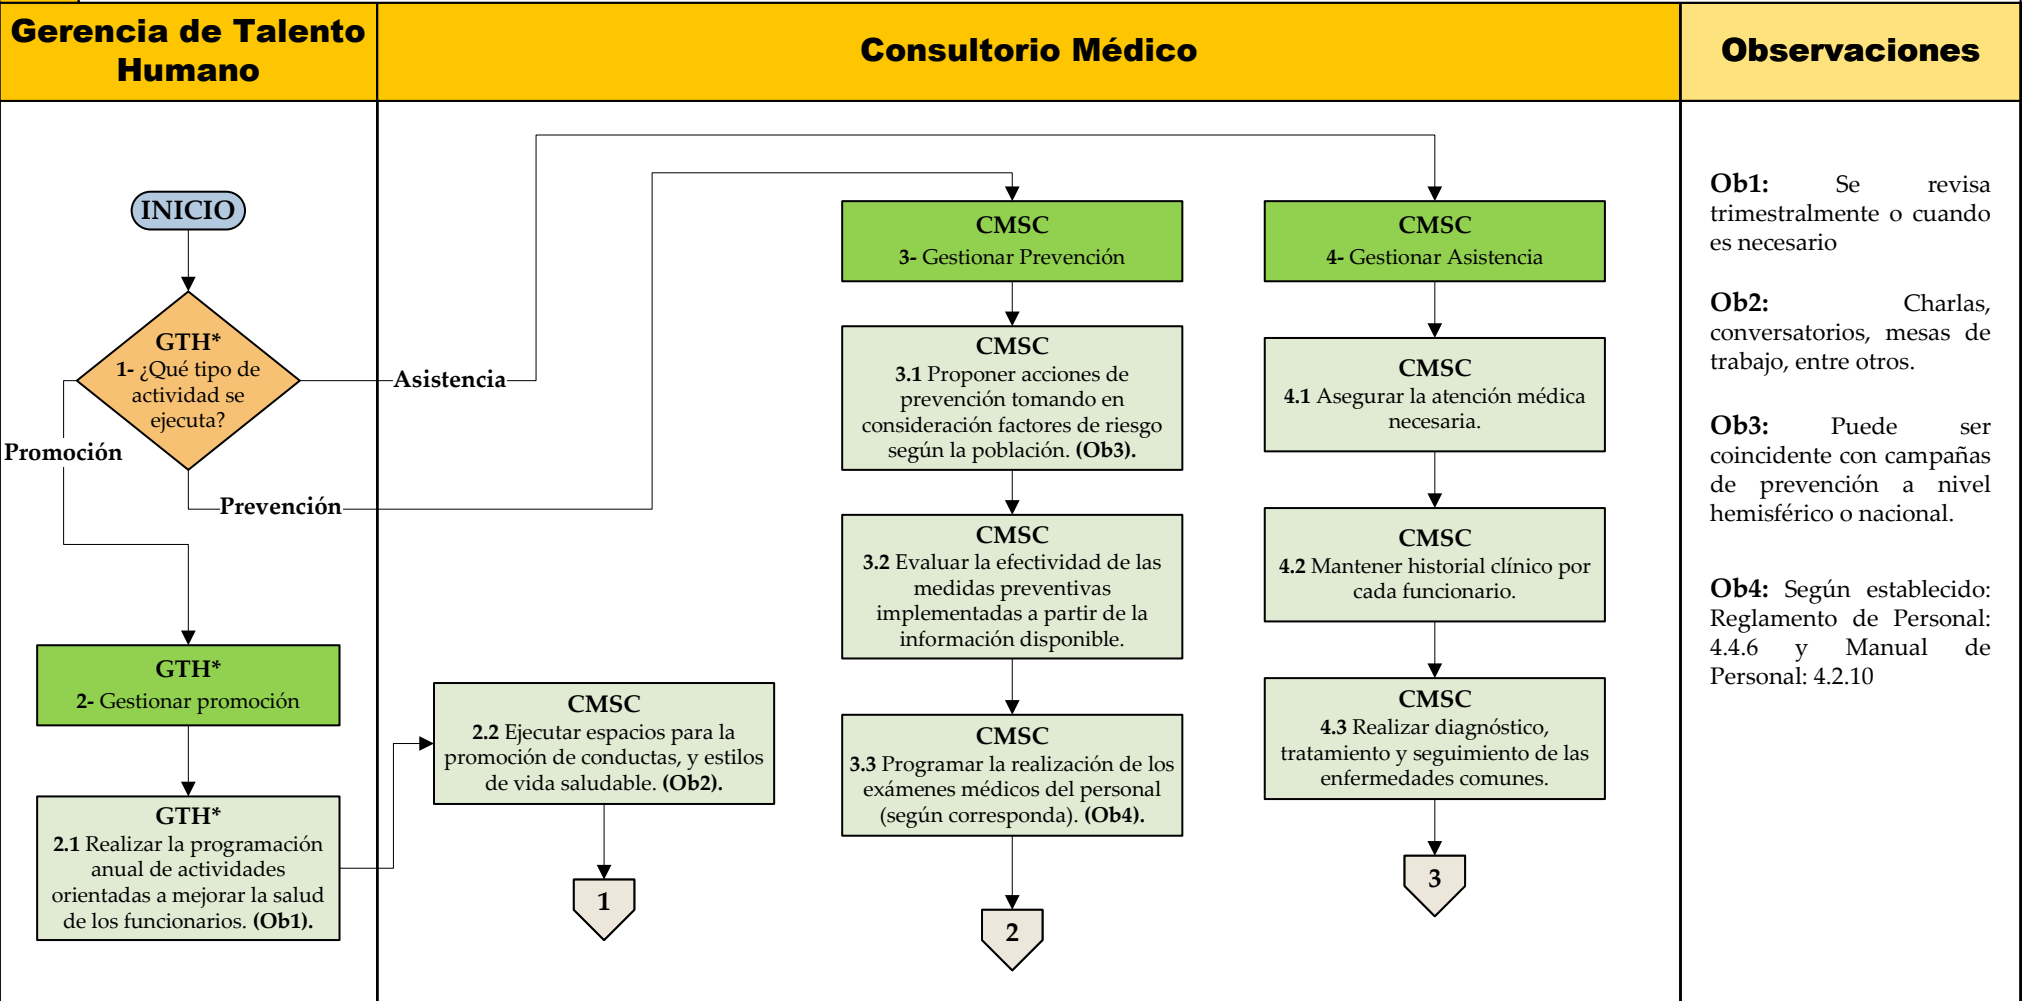 Gerencia de Talento
Humano
Consultorio Médico
Observaciones
INICIO
GTH*
1- ¿Qué tipo de
actividad se
ejecuta?
Asistencia
Promoción
Prevención
GTH*
2- Gestionar promoción
GTH*
2.1 Realizar la programación
anual de actividades
orientadas a mejorar la salud
de los funcionarios. (Ob1).
CMSC
2.2 Ejecutar espacios para la
promoción de conductas, y estilos
de vida saludable. (Ob2).
1
CMSC
3- Gestionar Prevención
CMSC
3.1 Proponer acciones de
prevención tomando en
consideración factores de riesgo
según la población. (Ob3).
CMSC
3.2 Evaluar la efectividad de las
medidas preventivas
implementadas a partir de la
información disponible.
CMSC
3.3 Programar la realización de los
exámenes médicos del personal
(según corresponda). (Ob4).
2
CMSC
4- Gestionar Asistencia
CMSC
4.1 Asegurar la atención médica
necesaria.
CMSC
4.2 Mantener historial clínico por
cada funcionario.
CMSC
4.3 Realizar diagnóstico,
tratamiento y seguimiento de las
enfermedades comunes.
3
Ob1: Se revisa
trimestralmente o cuando
es necesario
Ob2: Charlas,
conversatorios, mesas de
trabajo, entre otros.
Ob3: Puede ser
coincidente con campañas
de prevención a nivel
hemisférico o nacional.
Ob4: Según establecido:
Reglamento de Personal:
4.4.6 y Manual de
Personal: 4.2.10